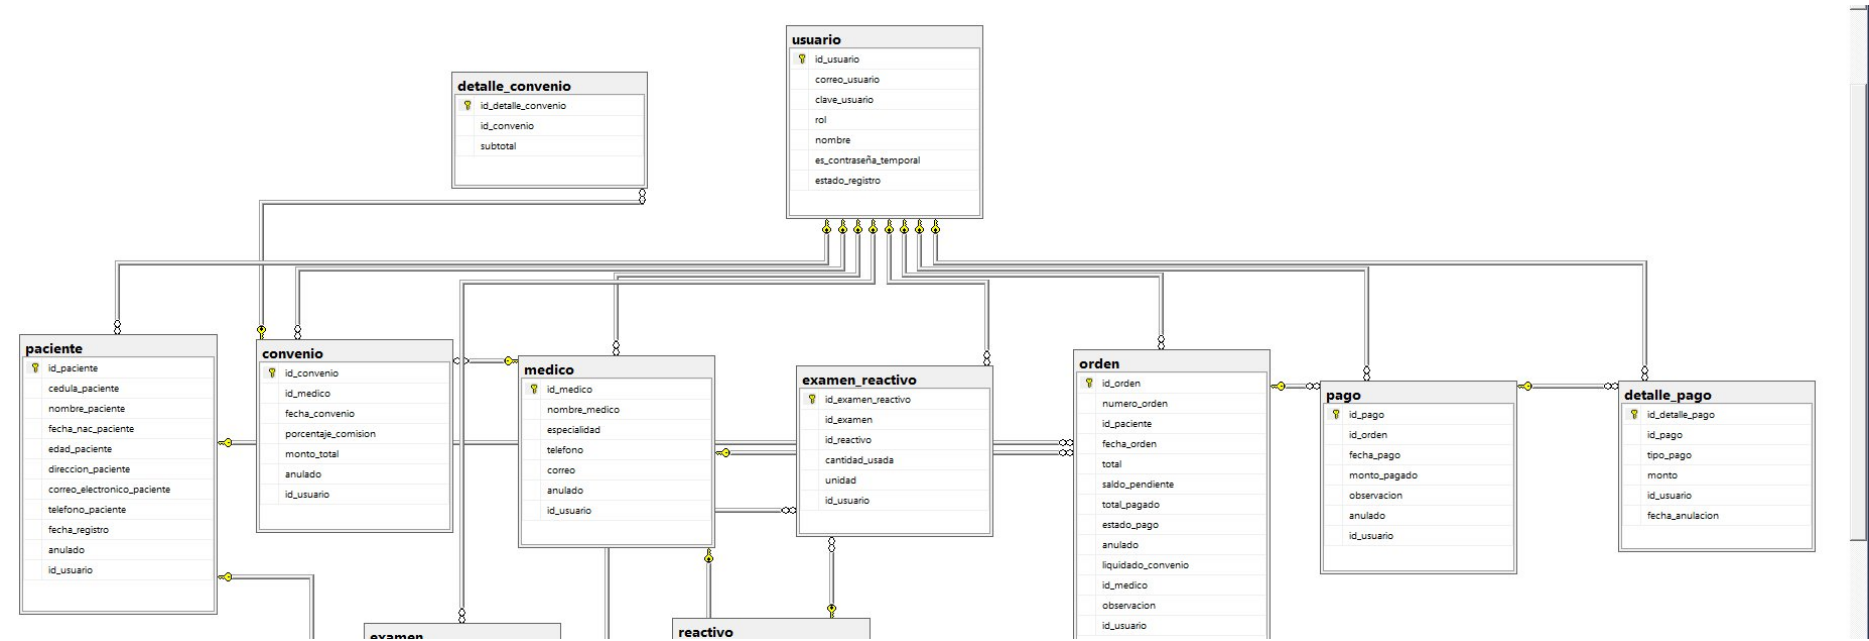 usuario
id_usuario
correo_usuario
clave_usuario
rol
nombre
es_contraseña_temporal
estado_registro
detalle_convenio
id_detalle_convenio
id_convenio
subtotal
paciente
id_paciente
cedula_paciente
nombre_paciente
fecha_nac_paciente
edad_paciente
direccion_paciente
correo_electronico_paciente
telefono_paciente
fecha_registro
anulado
id_usuario
convenio
id_convenio
id_medico
fecha_convenio
porcentaje_comision
monto_total
anulado
id_usuario
medico
id_medico
nombre_medico
especialidad
telefono
correo
anulado
id_usuario
examen_reactivo
id_examen_reactivo
id_examen
id_reactivo
cantidad_usada
unidad
id_usuario
orden
id_orden
numero_orden
id_paciente
fecha_orden
total
saldo_pendiente
total_pagado
estado_pago
anulado
liquidado_convenio
id_medico
observacion
id_usuario
pago
id_pago
id_orden
fecha_pago
monto_pagado
observacion
anulado
id_usuario
detalle_pago
id_detalle_pago
id_pago
tipo_pago
monto
id_usuario
fecha_anulacion
examen
reactivo